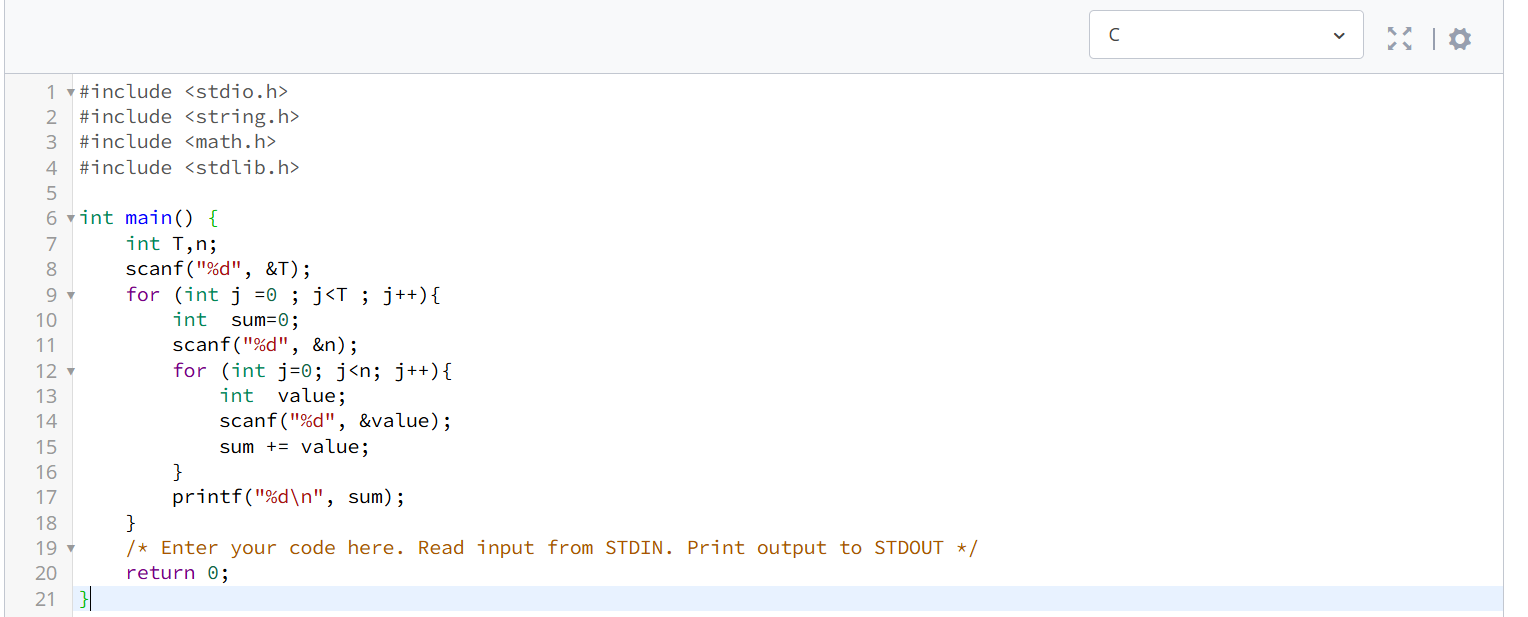 C
1 #include <stdio.h>
2 #include <string.h>
3 #include <math.h>
4 #include <stdlib.h>
5
6 int main() {
7     int T,n;
8     scanf("%d", &T);
9     for (int j =0 ; j<T ; j++){
10         int  sum=0;
11         scanf("%d", &n);
12         for (int j=0; j<n; j++){
13             int  value;
14             scanf("%d", &value);
15             sum += value;
16         }
17         printf("%d\n", sum);
18     }
19     /* Enter your code here. Read input from STDIN. Print output to STDOUT */
20     return 0;
21 }